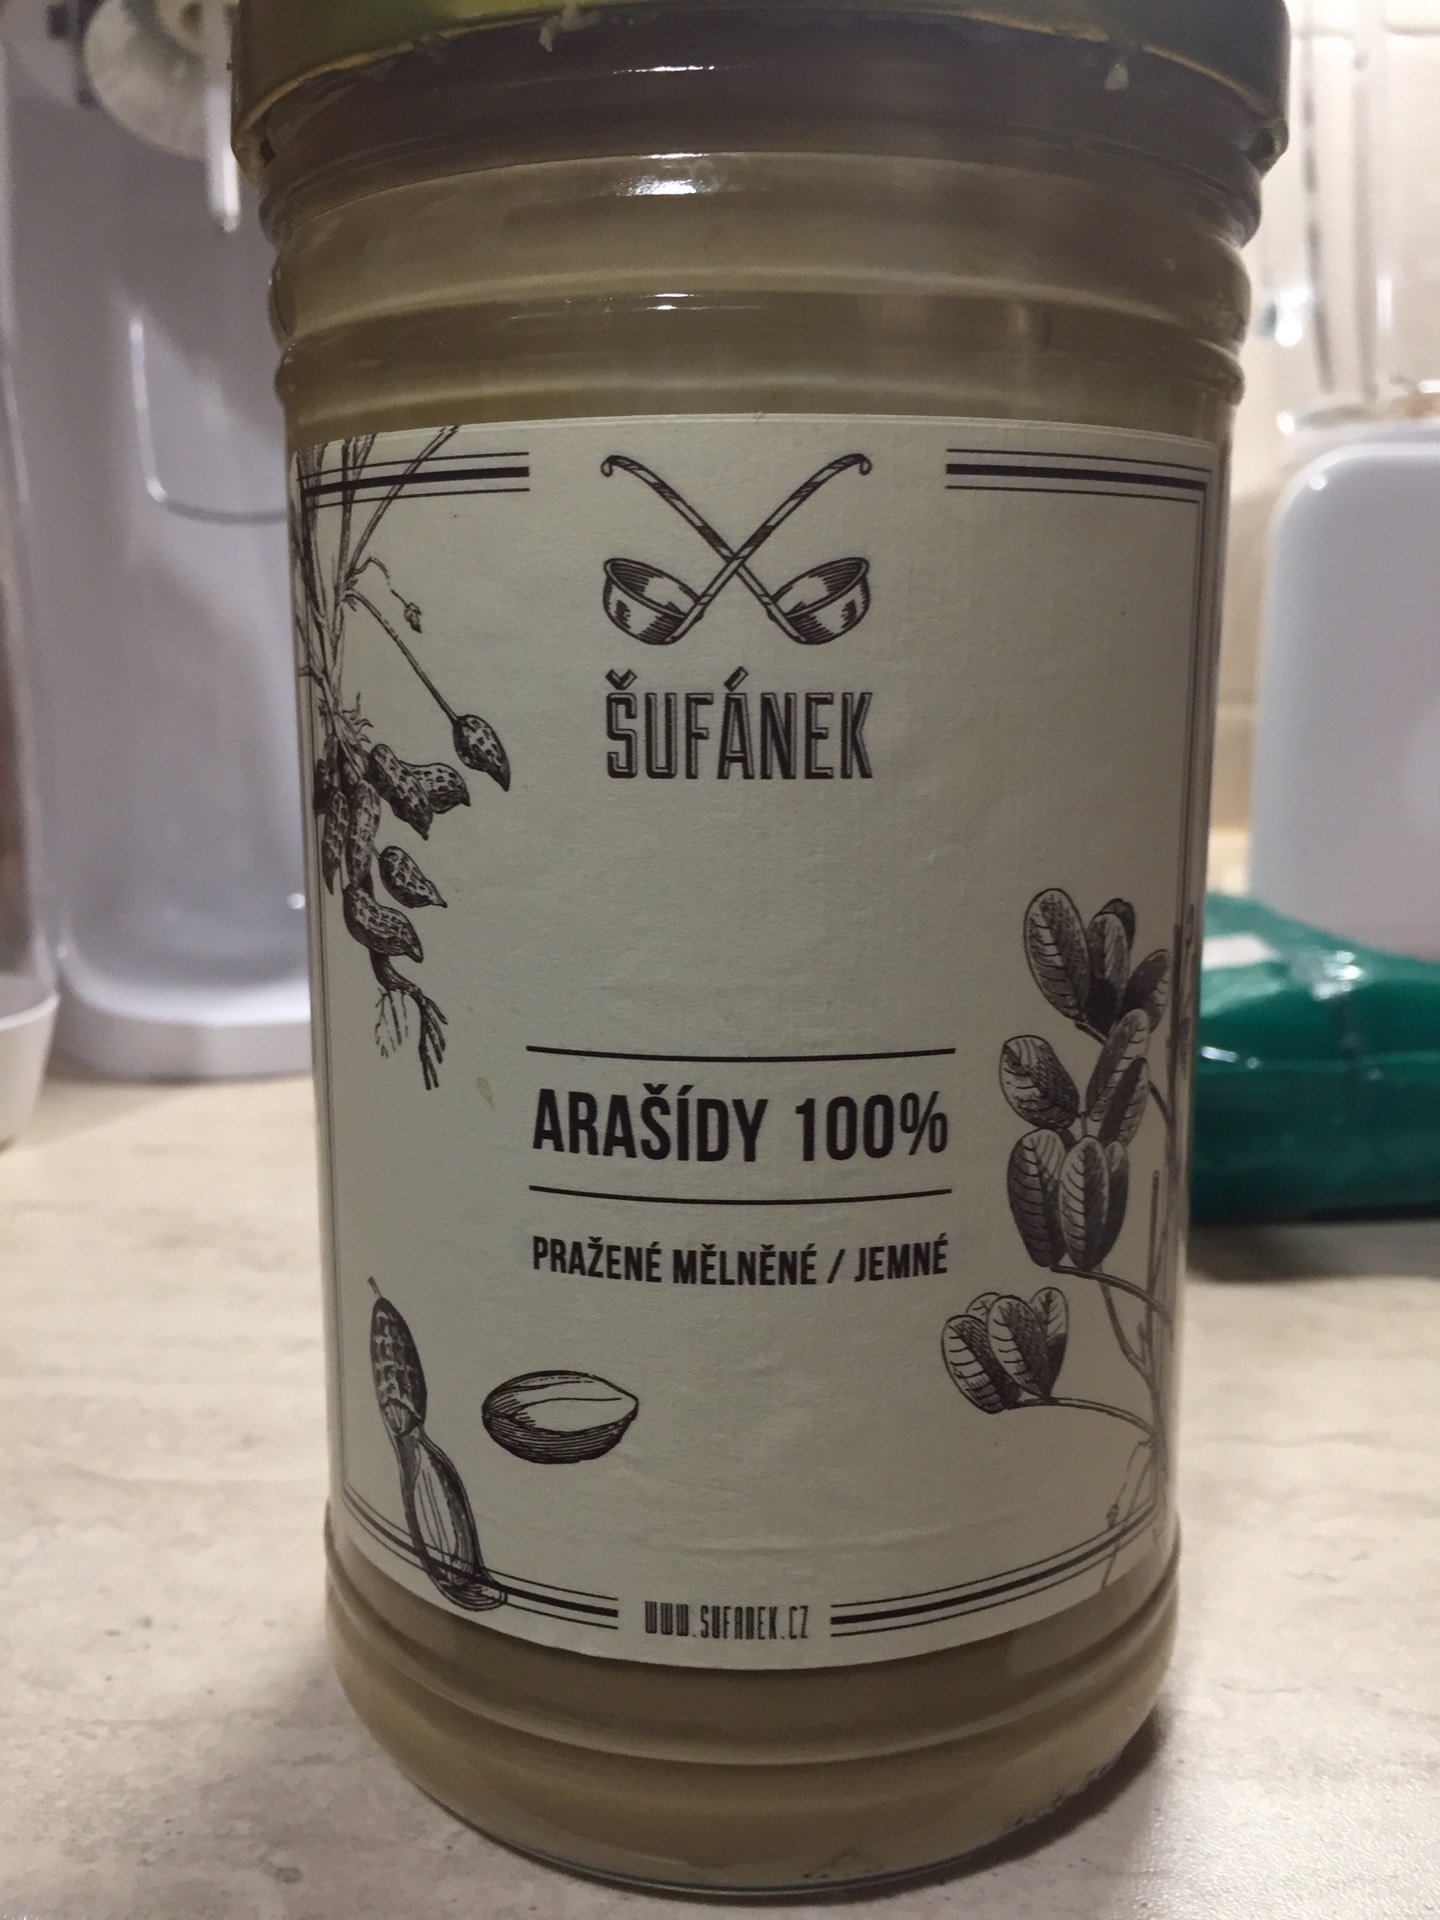 ŠUFÁNEK
ARAŠÍDY 100%
PRAŽENÉ MĚLNĚNÉ / JEMNÉ
WWW.SUFANEK.CZ